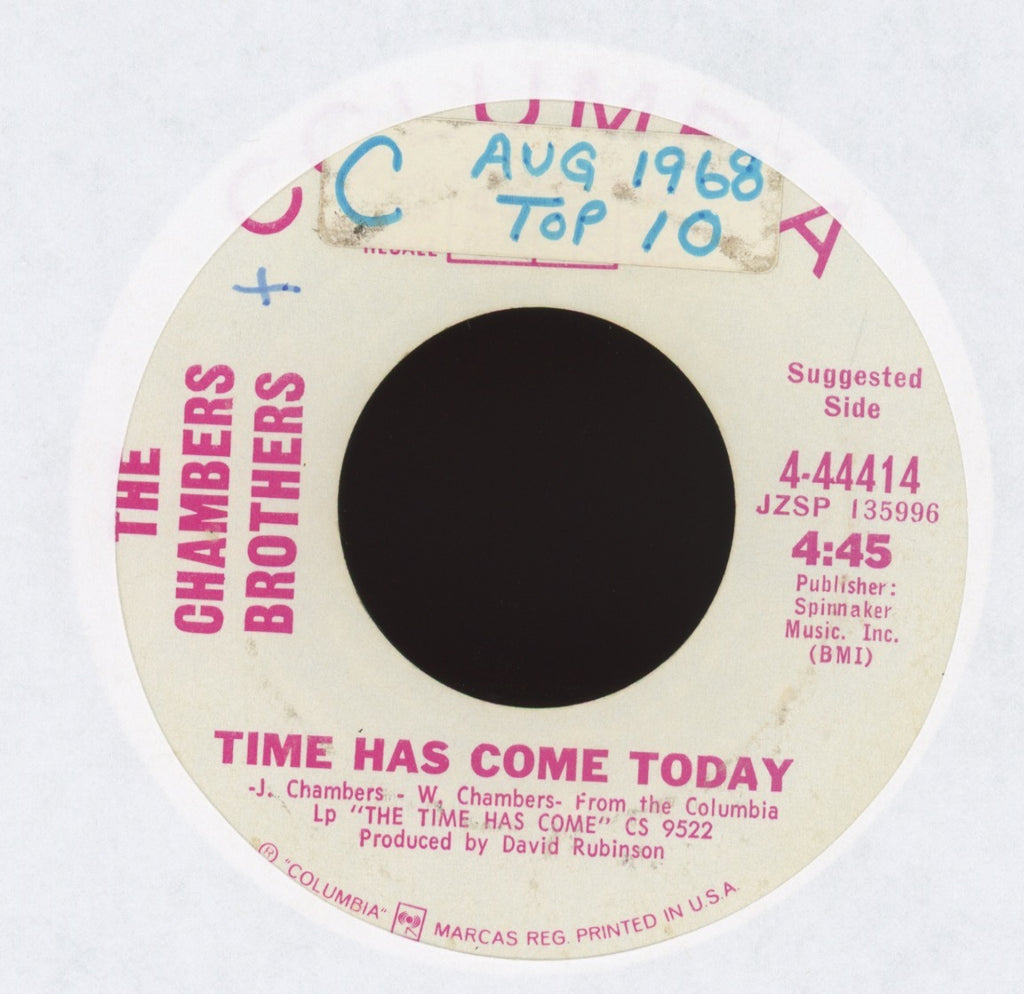 COLUMBIA
C AUG 1968
TOP 10
+
THE
CHAMBERS
BROTHERS
Suggested
Side
4-44414
JZSP 135996
4:45
Publisher:
Spinnaker
Music. Inc.
(BMI)
TIME HAS COME TODAY
-J. Chambers - W. Chambers- From the Columbia
Lp "THE TIME HAS COME" CS 9522
Produced by David Rubinson
® "COLUMBIA" MARCAS REG. PRINTED IN U.S.A.